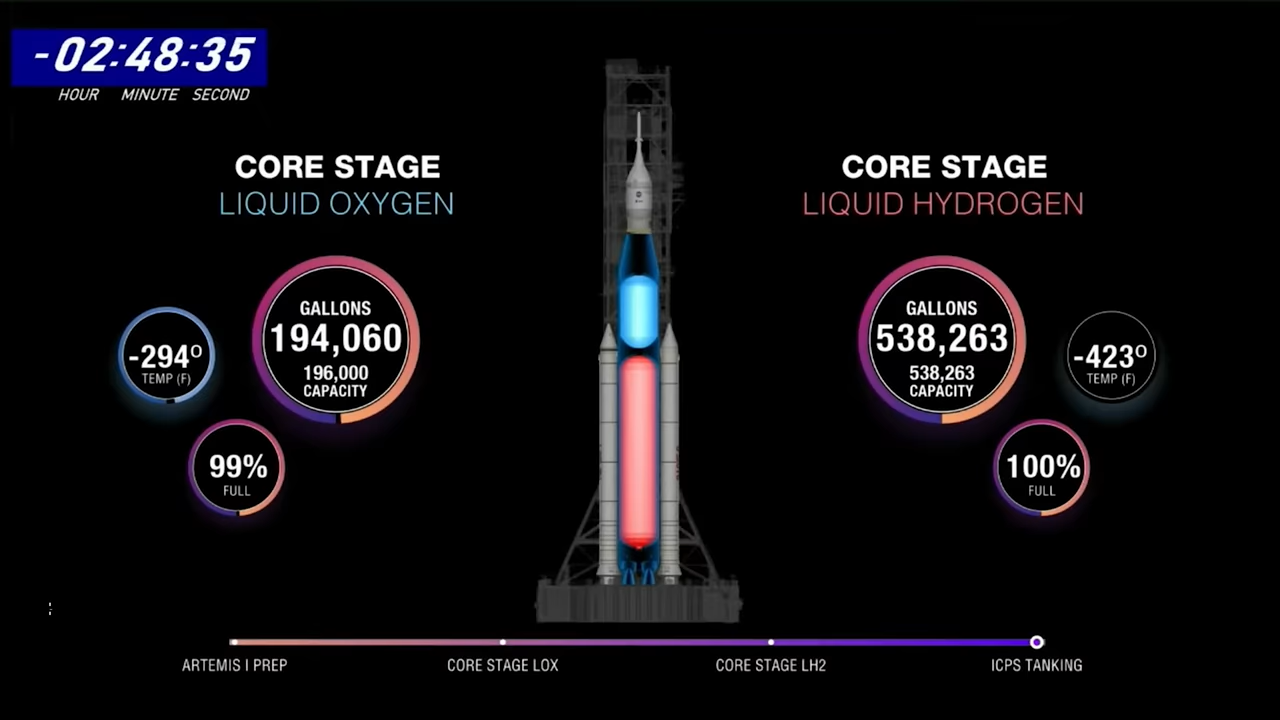 -02:48:35
HOUR MINUTE SECOND
CORE STAGE
LIQUID OXYGEN
GALLONS
194,060
196,000
CAPACITY
-294º
TEMP (F)
99%
FULL
CORE STAGE
LIQUID HYDROGEN
GALLONS
538,263
538,263
CAPACITY
-423º
TEMP (F)
100%
FULL
ARTEMIS I PREP
CORE STAGE LOX
CORE STAGE LH2
ICPS TANKING